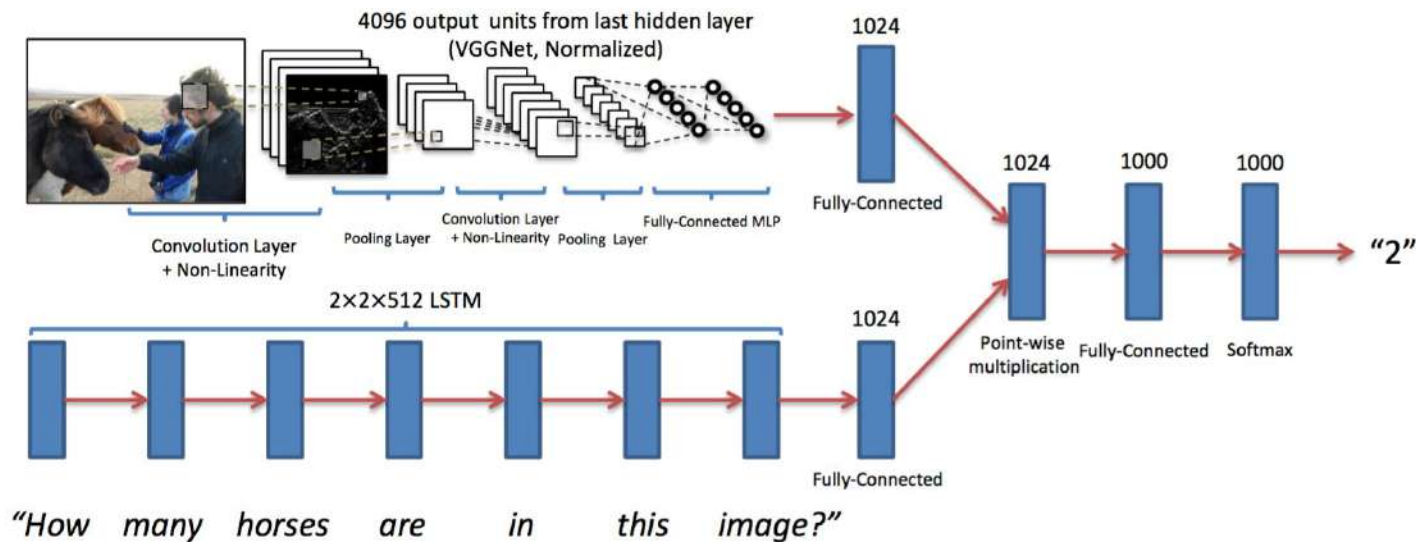 4096 output units from last hidden layer
(VGGNet, Normalized)
1024
Fully-Connected
Convolution Layer
+ Non-Linearity
Pooling Layer
Convolution Layer
+ Non-Linearity
Pooling Layer
Fully-Connected MLP
2×2×512 LSTM
1024
Fully-Connected
1024
Point-wise
multiplication
1000
Fully-Connected
1000
Softmax
“2”
“How many horses are in this image?”